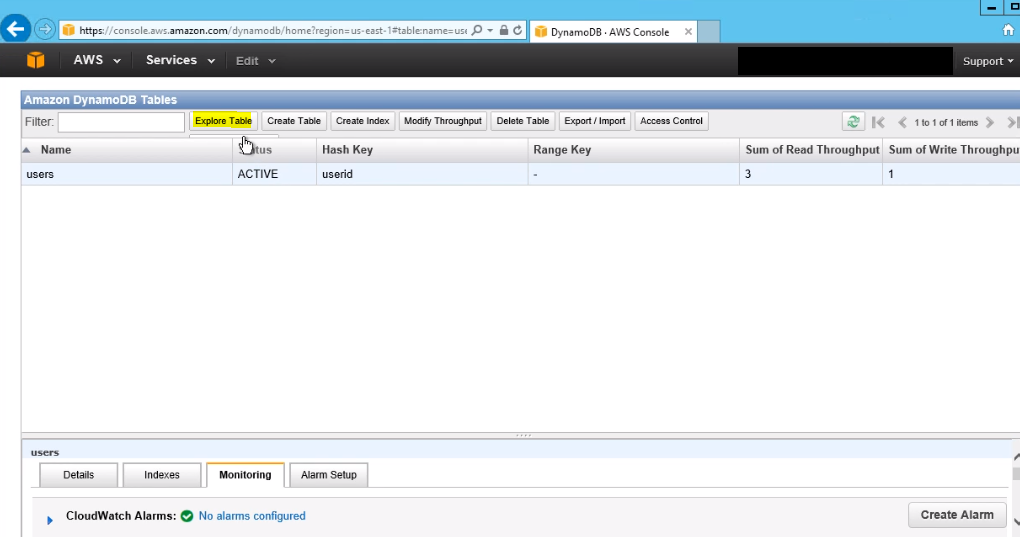 https://console.aws.amazon.com/dynamodb/home?region=us-east-1#table:name=use
DynamoDB · AWS Console
AWS Services Edit Support
Amazon DynamoDB Tables
Filter: Explore Table Create Table Create Index Modify Throughput Delete Table Export / Import Access Control 1 to 1 of 1 items
Name Hash Key Range Key Sum of Read Throughput Sum of Write Throughpu
users ACTIVE userid - 3 1
users
Details Indexes Monitoring Alarm Setup
CloudWatch Alarms: No alarms configured Create Alarm